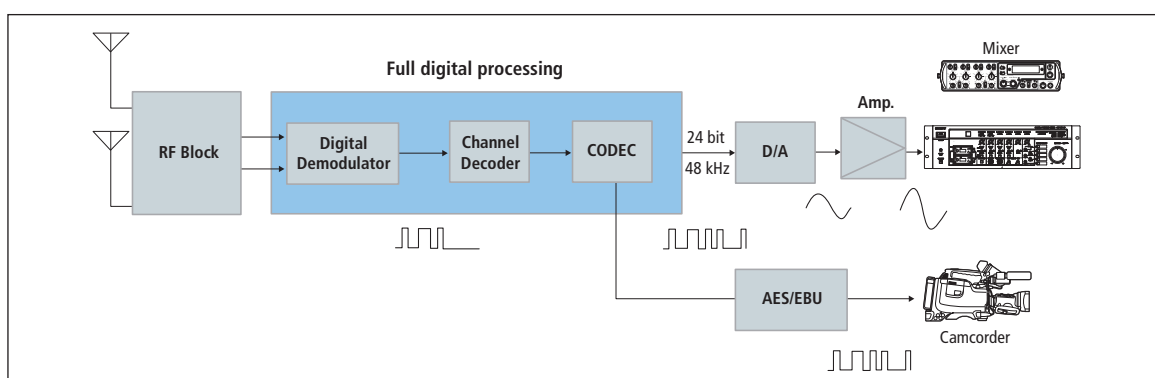 Mixer
Full digital processing
Amp.
RF Block
Digital
Demodulator
Channel
Decoder
CODEC
24 bit
48 kHz
D/A
AES/EBU
Camcorder